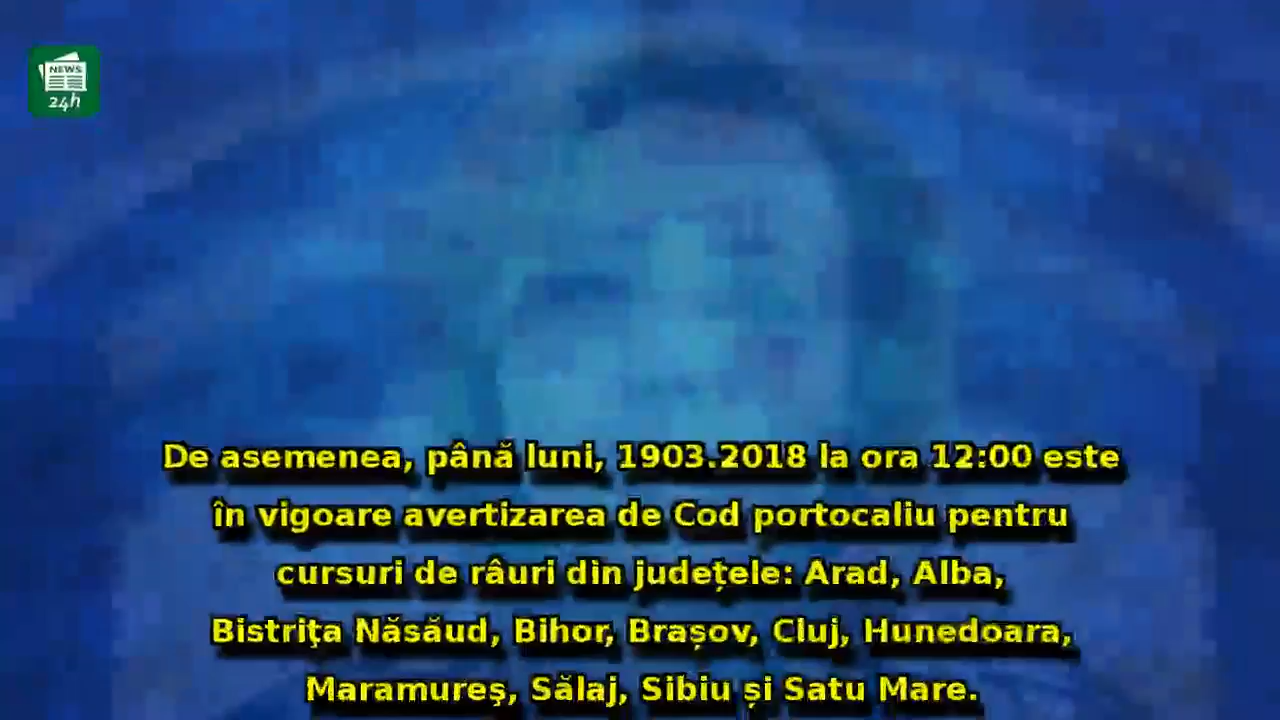 NEWS
24h
De asemenea, până luni, 1903.2018 la ora 12:00 este
în vigoare avertizarea de Cod portocaliu pentru
cursuri de râuri din județele: Arad, Alba,
Bistriţa Năsăud, Bihor, Brașov, Cluj, Hunedoara,
Maramureş, Sălaj, Sibiu și Satu Mare.